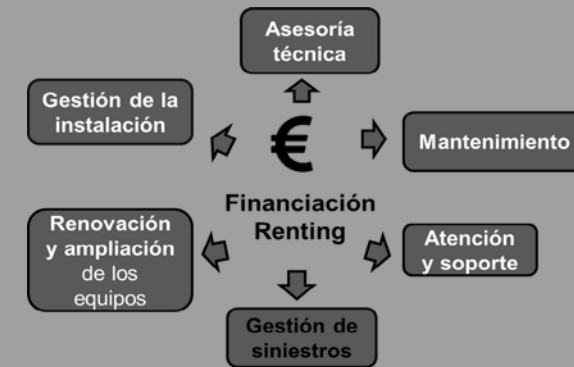 Asesoría
técnica
Gestión de la
instalación
€
Mantenimiento
Financiación
Renting
Renovación
y ampliación
de los
equipos
Atención
y soporte
Gestión de
siniestros